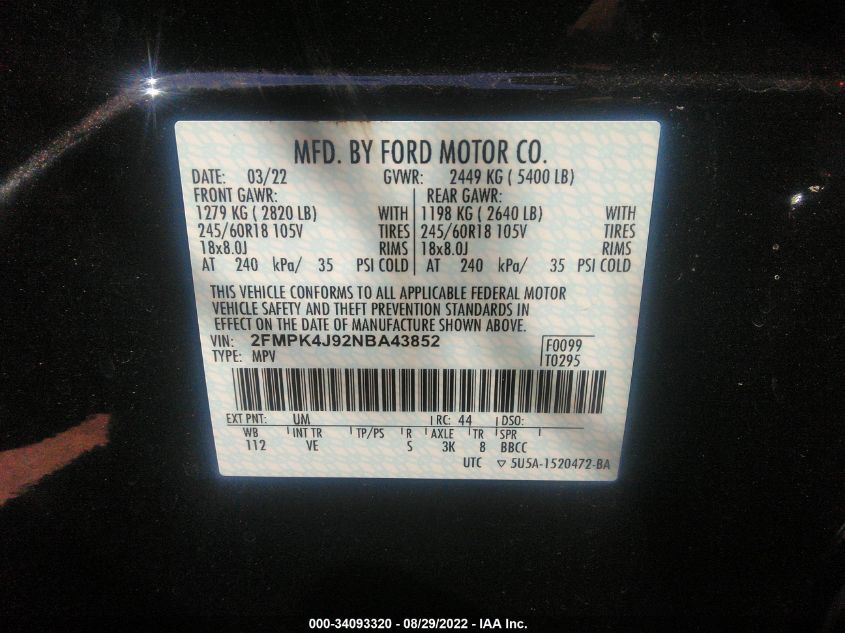 MFD. BY FORD MOTOR CO.
DATE: 03/22 GVWR: 2449 KG ( 5400 LB)
FRONT GAWR: REAR GAWR:
1279 KG ( 2820 LB) WITH 1198 KG ( 2640 LB) WITH
245/60R18 105V TIRES 245/60R18 105V TIRES
18x8.0J RIMS 18x8.0J RIMS
AT 240 kPa/ 35 PSI COLD AT 240 kPa/ 35 PSI COLD
THIS VEHICLE CONFORMS TO ALL APPLICABLE FEDERAL MOTOR
VEHICLE SAFETY AND THEFT PREVENTION STANDARDS IN
EFFECT ON THE DATE OF MANUFACTURE SHOWN ABOVE.
VIN: 2FMPK4J92NBA43852 F0099
TYPE: MPV T0295
EXT PNT: UM RC: 44 DSO:
WB INT TR TP/PS R AXLE TR SPR
112 VE S 3K 8 BBCC
UTC ▽ 5U5A-1520472-BA
000-34093320 - 08/29/2022 - IAA Inc.